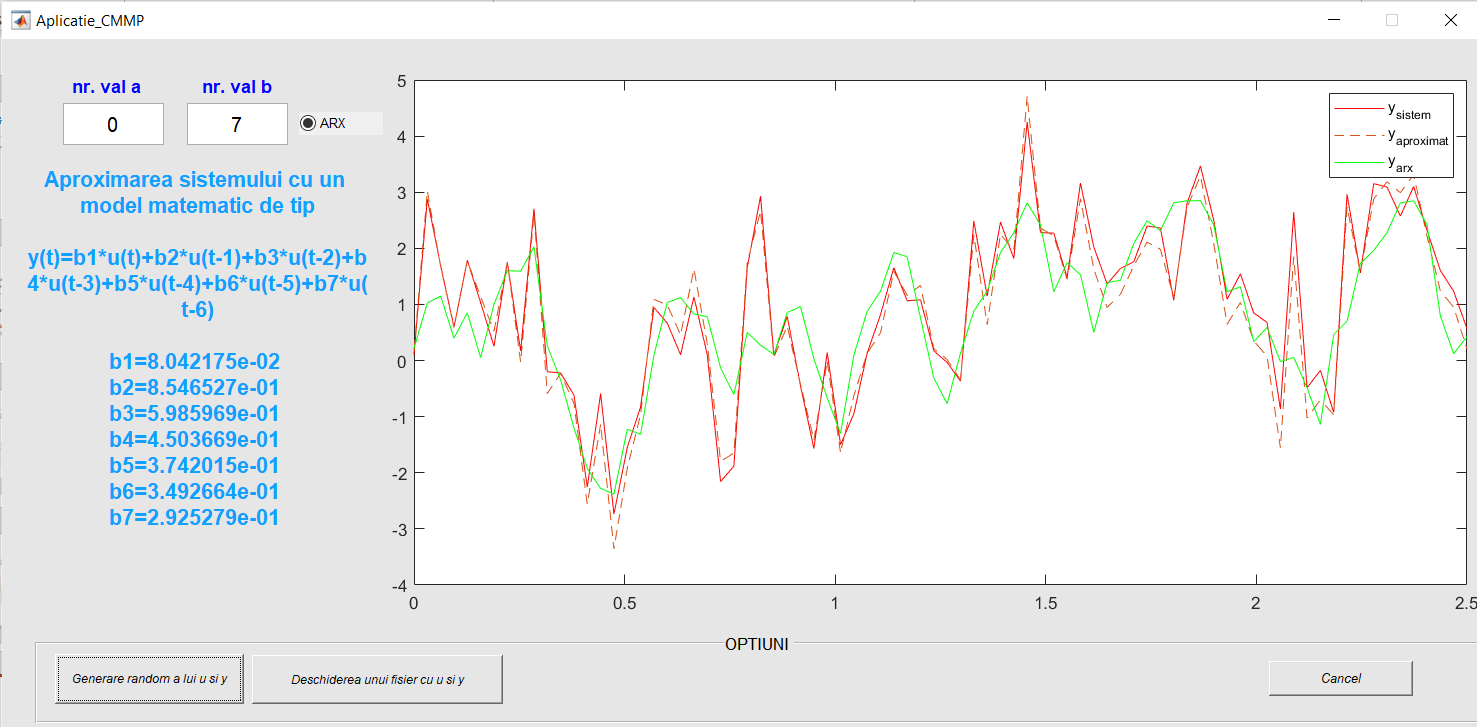 Aplicatie_CMMP
nr. val a
nr. val b
0
7
ARX
Aproximarea sistemului cu un
model matematic de tip
y(t)=b1*u(t)+b2*u(t-1)+b3*u(t-2)+b
4*u(t-3)+b5*u(t-4)+b6*u(t-5)+b7*u(
t-6)
b1=8.042175e-02
b2=8.546527e-01
b3=5.985969e-01
b4=4.503669e-01
b5=3.742015e-01
b6=3.492664e-01
b7=2.925279e-01
5
4
3
2
1
0
-1
-2
-3
-4
0
0.5
1
1.5
2
2.5
y_sistem
y_aproximat
y_arx
OPTIUNI
Generare random a lui u si y
Deschiderea unui fisier cu u si y
Cancel